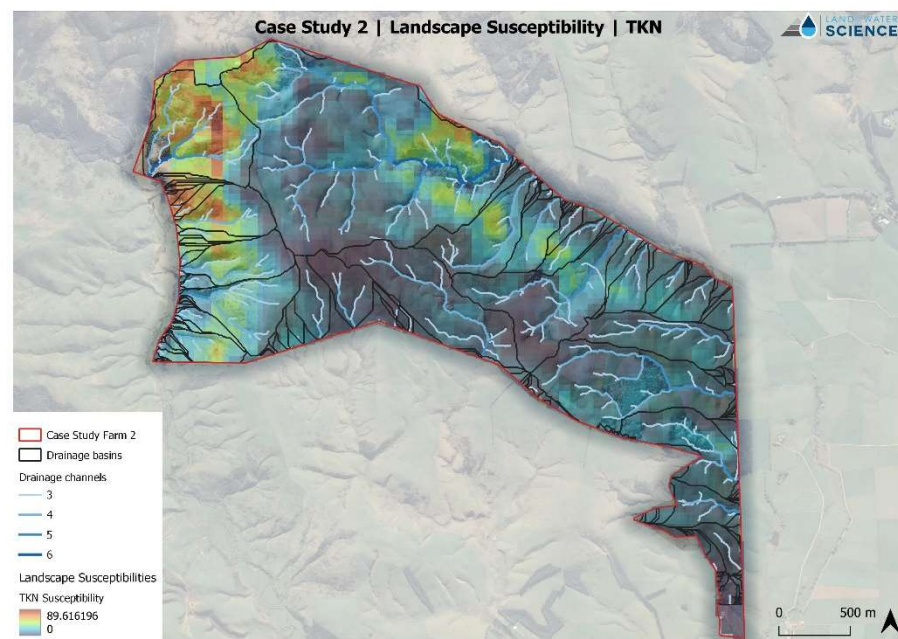 Case Study 2 | Landscape Susceptibility | TKN
LAND WATER
SCIENCE
Case Study Farm 2
Drainage basins
Drainage channels
3
4
5
6
Landscape Susceptibilities
TKN Susceptibility
89.616196
0
0 500 m